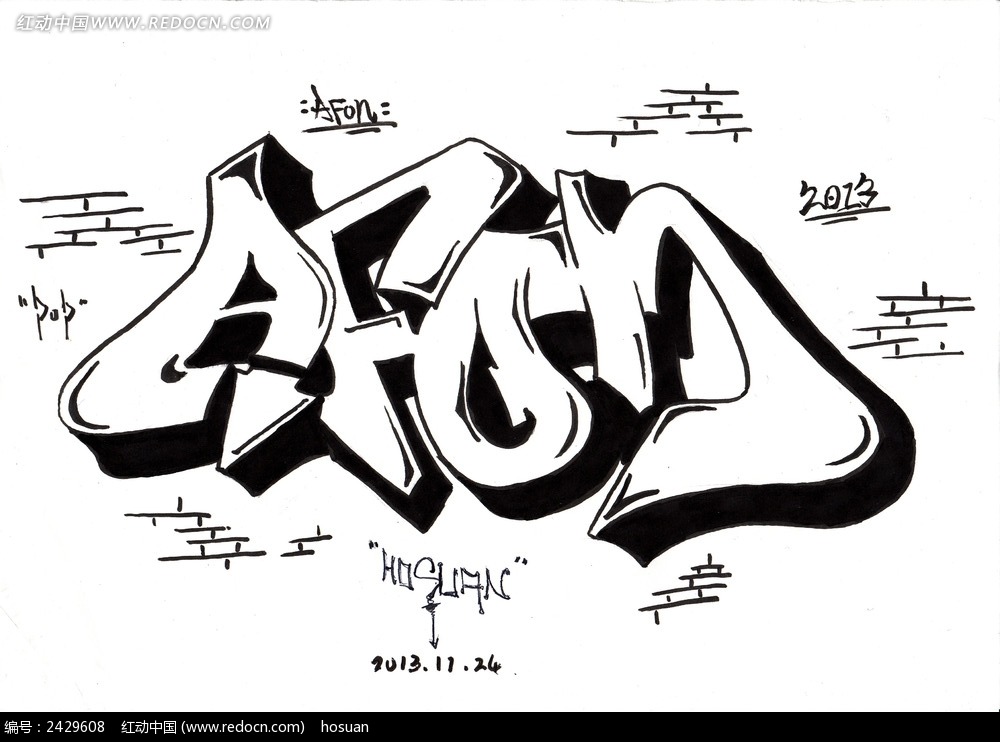 红动中国 WWW.REDOCN.COM
:AFON:
2013
AFON
"POP"
"HOSUAN"
2013.11.24
编号：2429608 红动中国 (www.redocn.com) hosuan